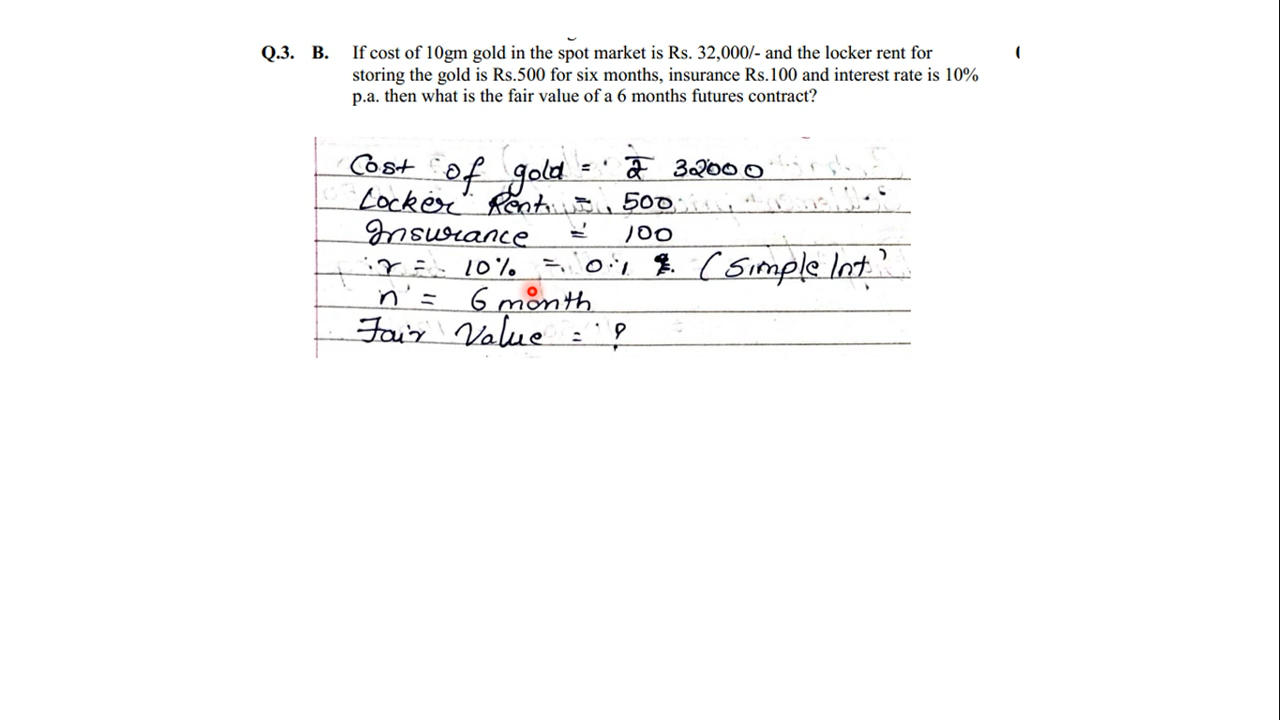 Q.3. B. If cost of 10gm gold in the spot market is Rs. 32,000/- and the locker rent for
storing the gold is Rs.500 for six months, insurance Rs.100 and interest rate is 10%
p.a. then what is the fair value of a 6 months futures contract?
Cost of gold = ₹ 32000
Locker Rent = 500
Insurance = 100
r = 10% = 0.1 (Simple Int)
n = 6 month
Fair Value = ?